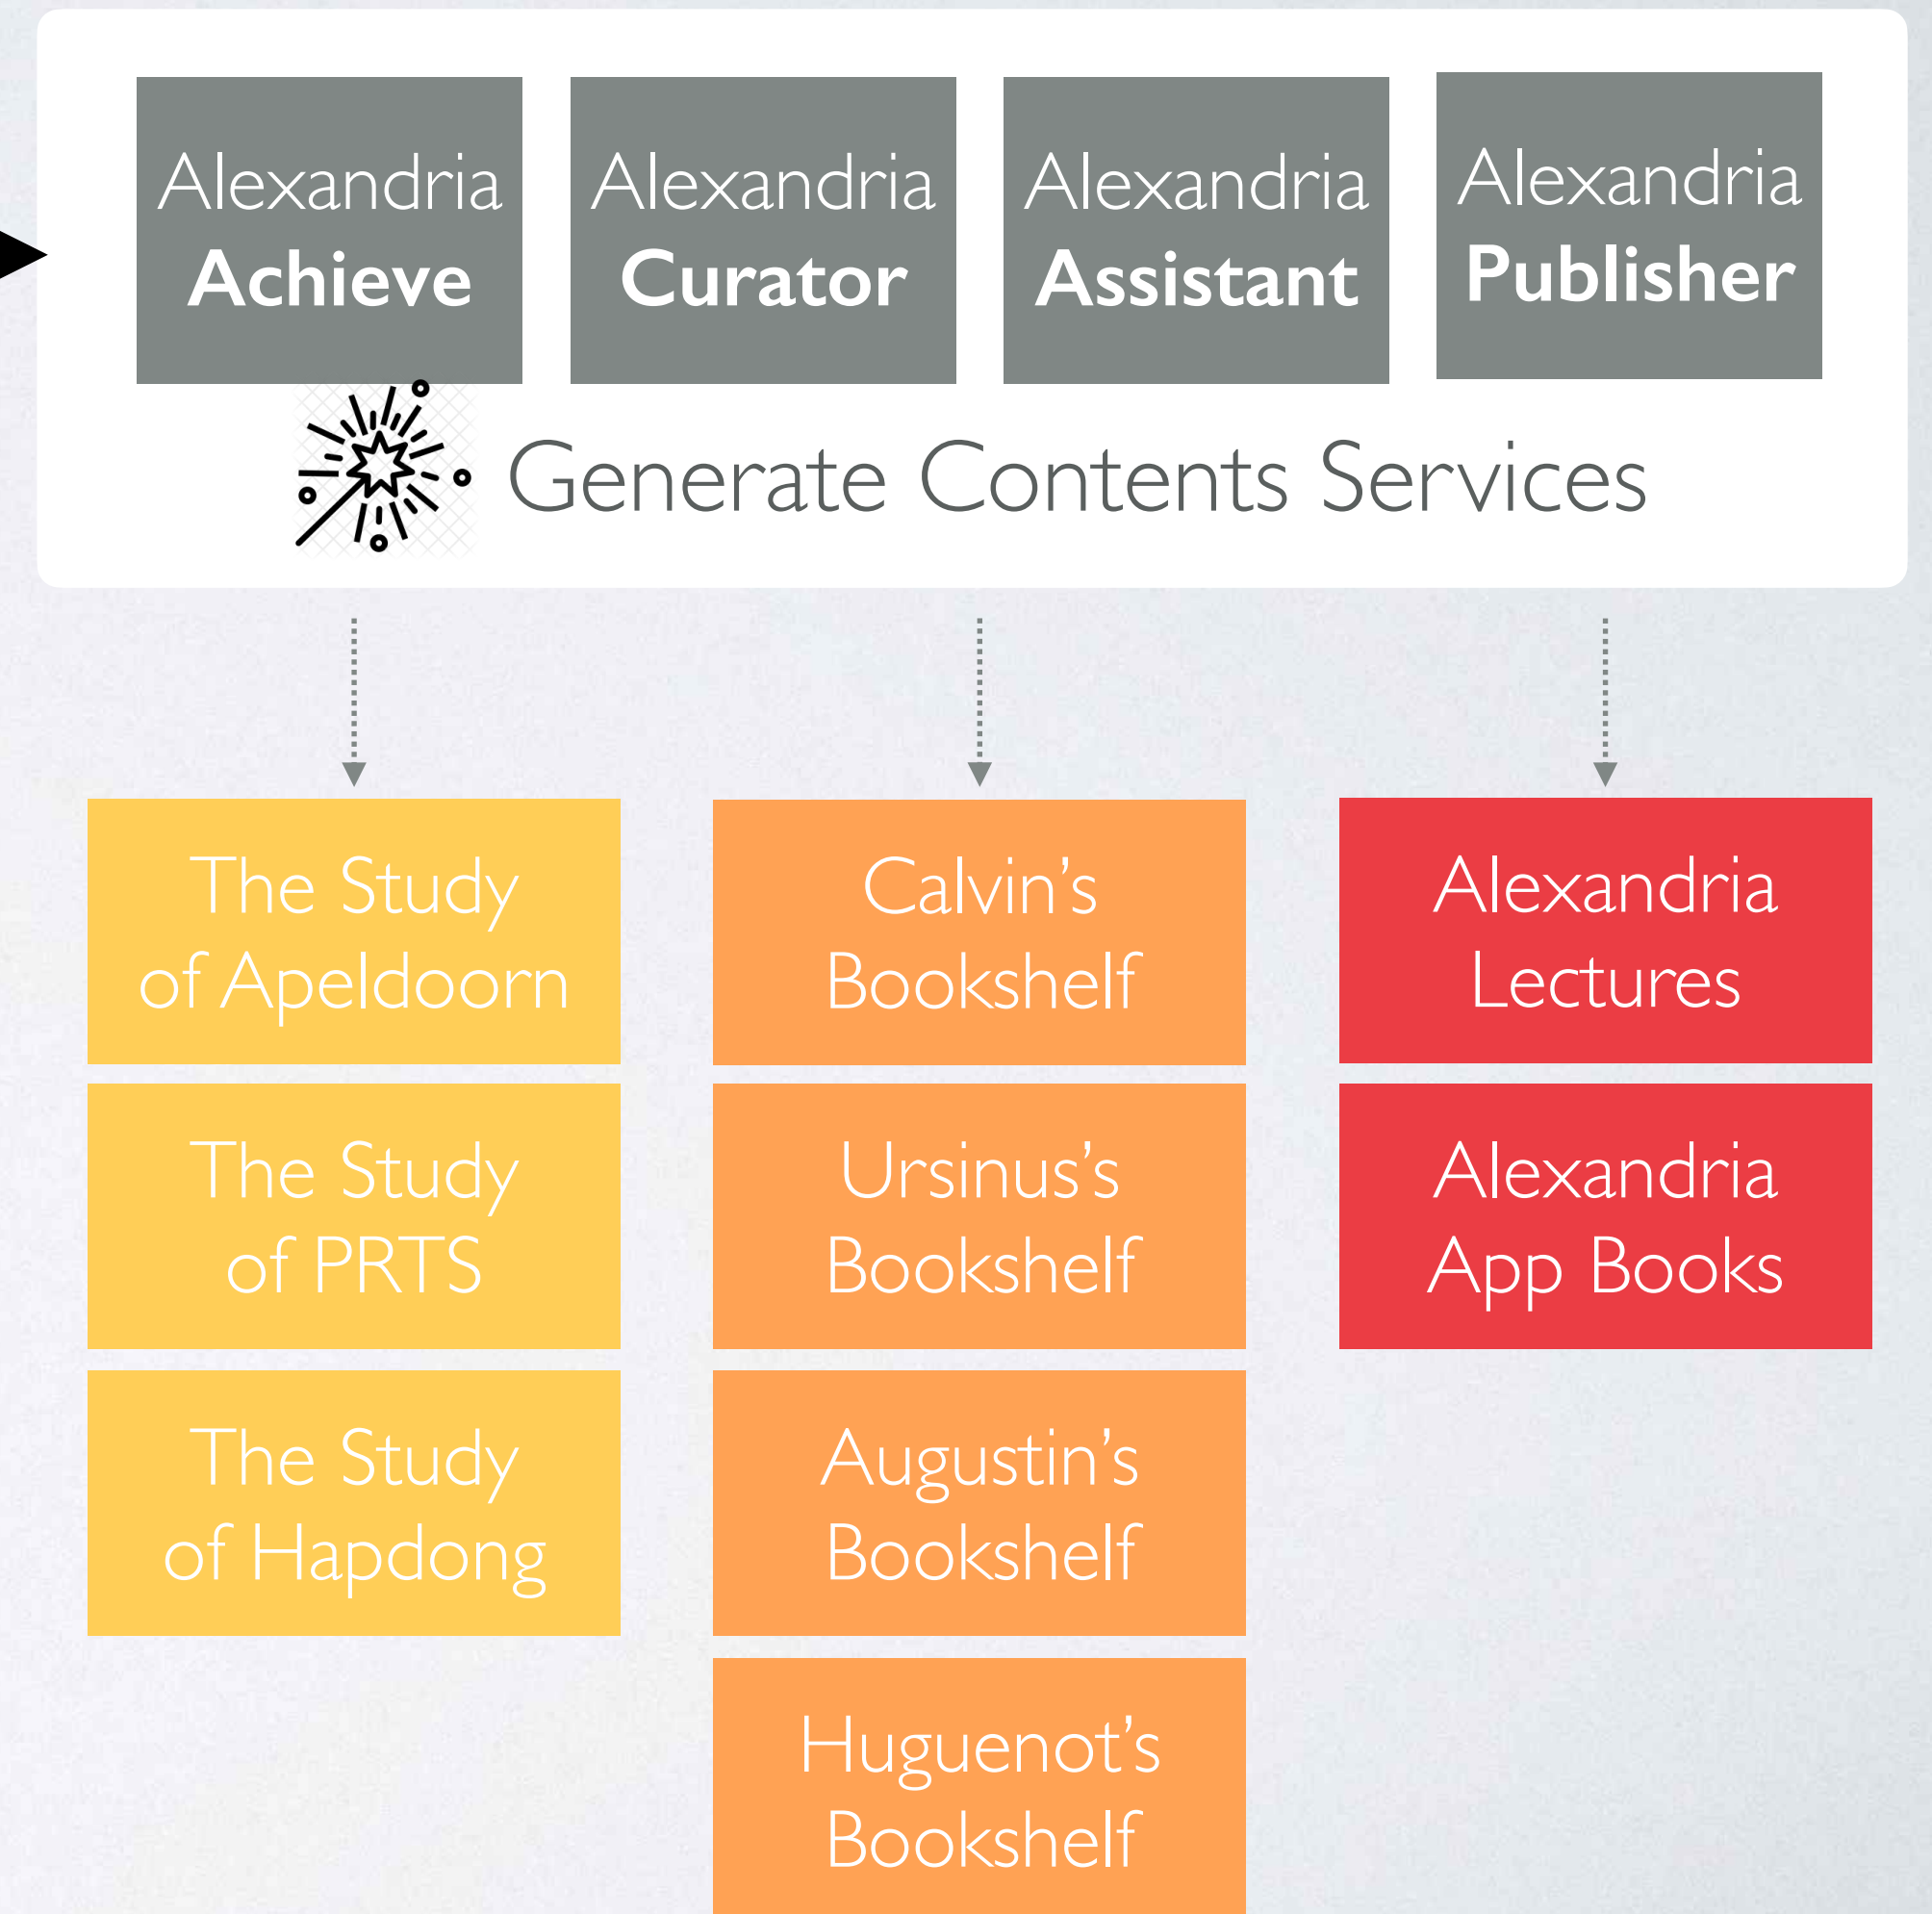 Alexandria
Achieve
Alexandria
Curator
Alexandria
Assistant
Alexandria
Publisher
Generate Contents Services
The Study
of Apeldoorn
The Study
of PRTS
The Study
of Hapdong
Calvin’s
Bookshelf
Ursinus’s
Bookshelf
Augustin’s
Bookshelf
Huguenot’s
Bookshelf
Alexandria
Lectures
Alexandria
App Books